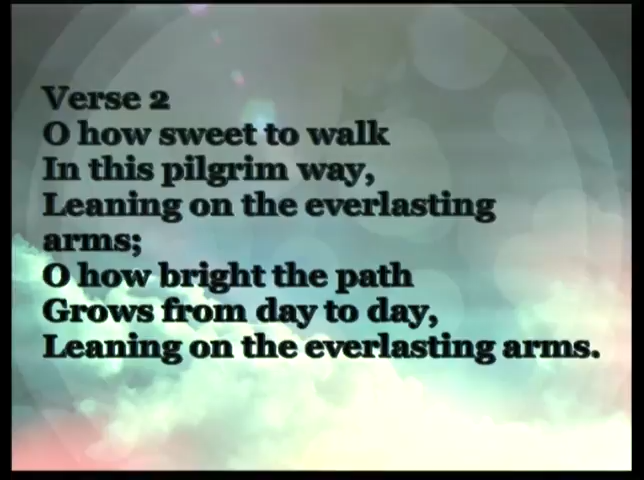 Verse 2
O how sweet to walk
In this pilgrim way,
Leaning on the everlasting
arms;
O how bright the path
Grows from day to day,
Leaning on the everlasting arms.